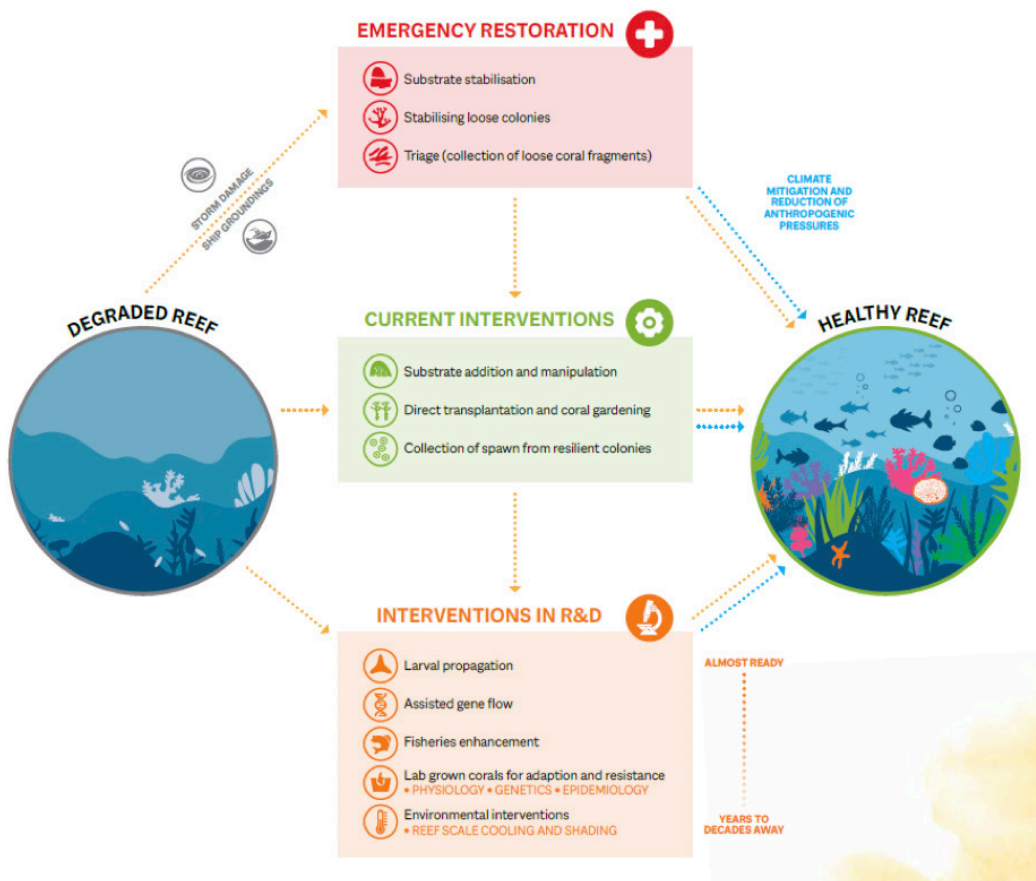 EMERGENCY RESTORATION
Substrate stabilisation
Stabilising loose colonies
Triage (collection of loose coral fragments)
STORM DAMAGE
SHIP GROUNDINGS
CLIMATE
MITIGATION AND
REDUCTION OF
ANTHROPOGENIC
PRESSURES
DEGRADED REEF
CURRENT INTERVENTIONS
Substrate addition and manipulation
Direct transplantation and coral gardening
Collection of spawn from resilient colonies
HEALTHY REEF
INTERVENTIONS IN R&D
Larval propagation
Assisted gene flow
Fisheries enhancement
Lab grown corals for adaption and resistance
• PHYSIOLOGY • GENETICS • EPIDEMIOLOGY
Environmental interventions
• REEF SCALE COOLING AND SHADING
ALMOST READY
YEARS TO
DECADES AWAY